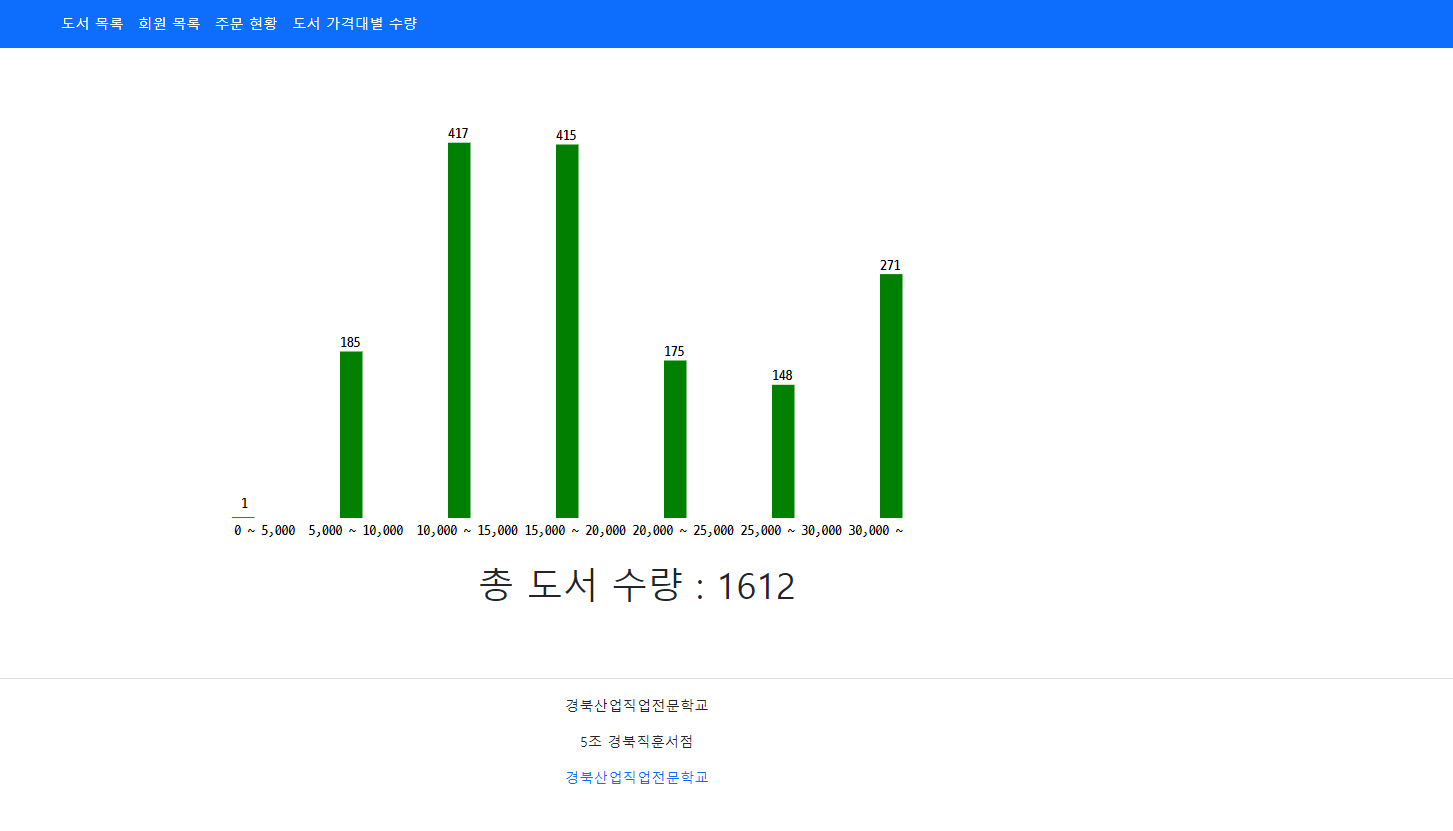 도서 목록 회원 목록 주문 현황 도서 가격대별 수량
417
415
271
185
175
148
1
0 ~ 5,000 5,000 ~ 10,000 10,000 ~ 15,000 15,000 ~ 20,000 20,000 ~ 25,000 25,000 ~ 30,000 30,000 ~
총 도서 수량 : 1612
경북산업직업전문학교
5조 경북직훈서점
경북산업직업전문학교